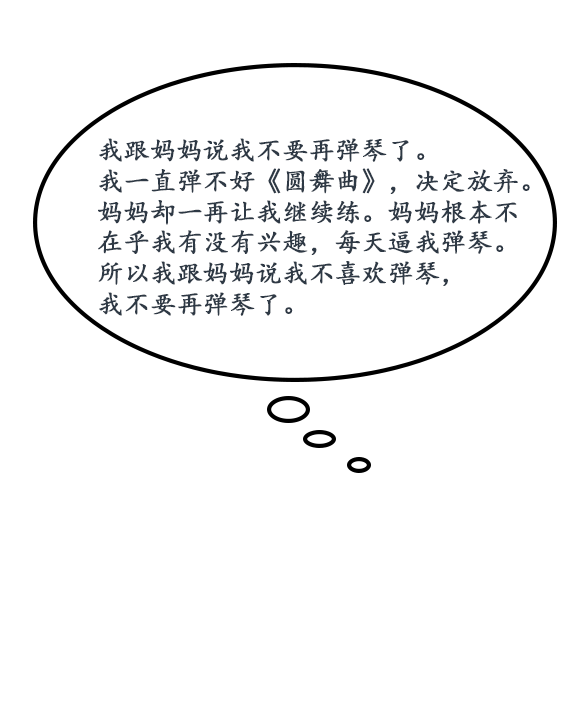 我跟妈妈说我不要再弹琴了。
我一直弹不好《圆舞曲》，决定放弃。
妈妈却一再让我继续练。妈妈根本不
在乎我有没有兴趣，每天逼我弹琴。
所以我跟妈妈说我不喜欢弹琴，
我不要再弹琴了。